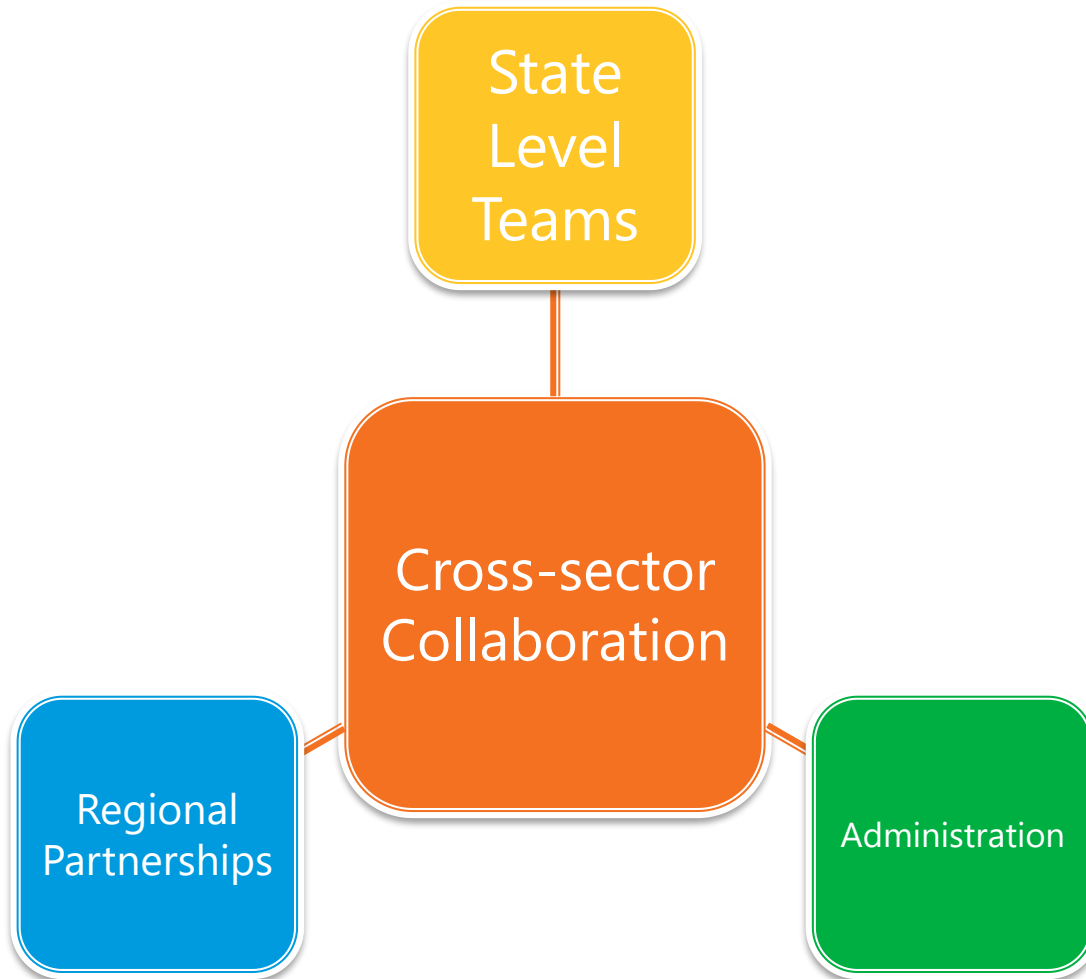 State
Level
Teams
Cross-sector
Collaboration
Regional
Partnerships
Administration